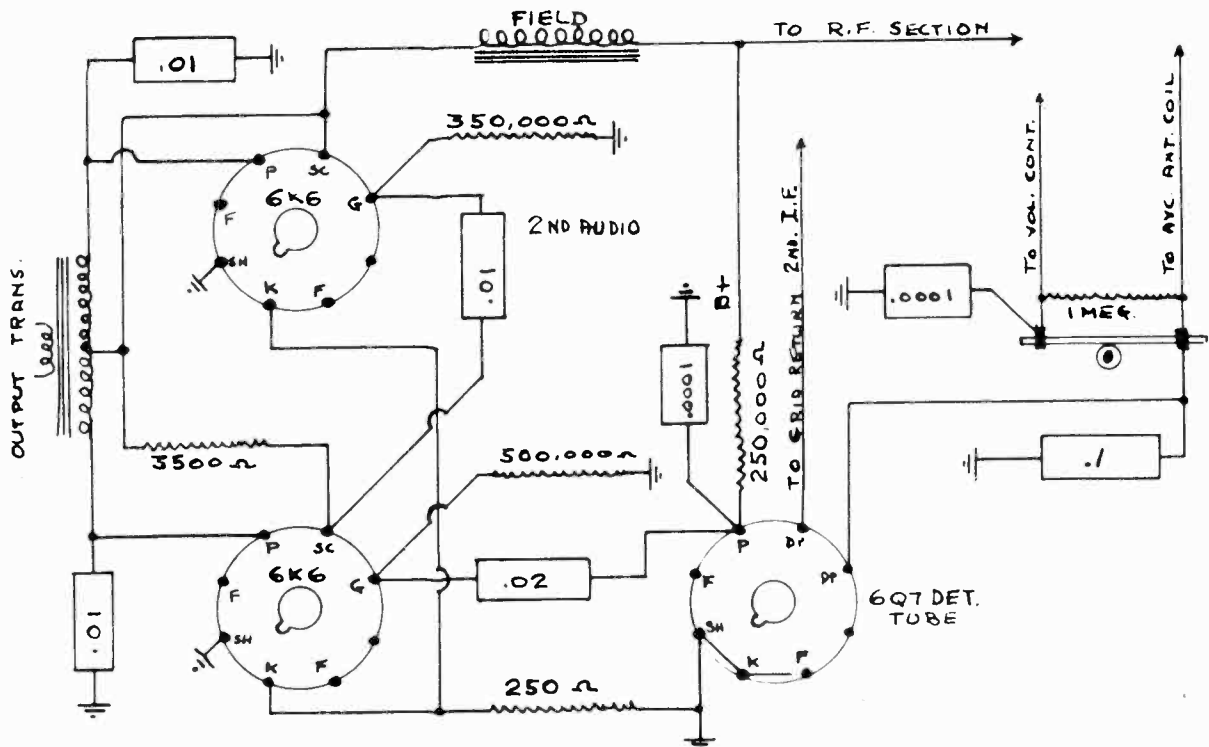 FIELD
TO R.F. SECTION
.01
350,000Ω
P
SC
6K6
G
F
SH
K
F
2ND AUDIO
.01
OUTPUT TRANS.
3500Ω
500,000Ω
P
SC
6K6
G
F
SH
K
F
.01
.02
250Ω
B+
.0001
250,000Ω
TO GRID RETURN 2ND. I.F.
TO VOL. CONT.
TO AVC ANT. COIL
.0001
1 MEG.
.1
P
DP
F
DP
6Q7 DET.
TUBE
SH
K
F